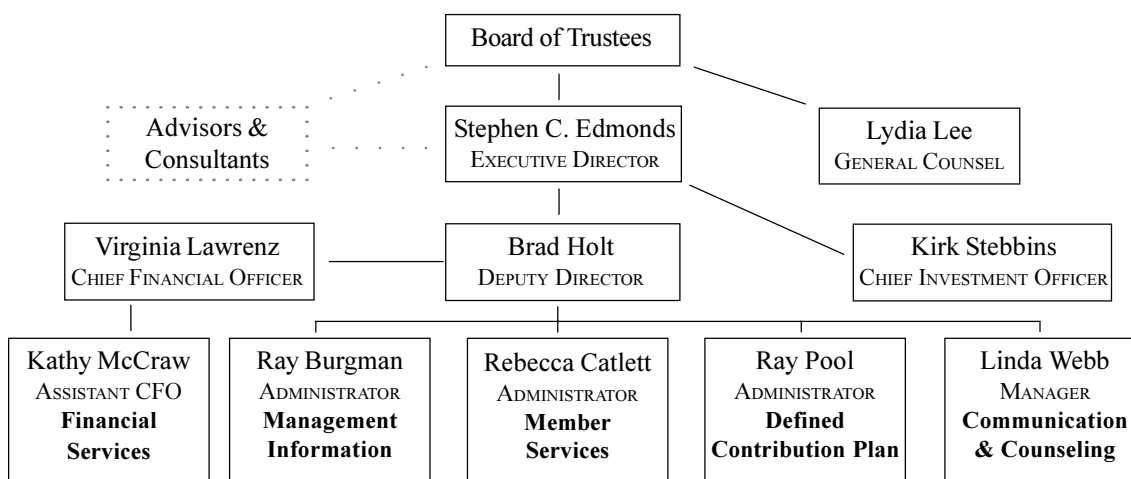 Board of Trustees
Advisors &
Consultants
Stephen C. Edmonds
EXECUTIVE DIRECTOR
Lydia Lee
GENERAL COUNSEL
Virginia Lawrenz
CHIEF FINANCIAL OFFICER
Brad Holt
DEPUTY DIRECTOR
Kirk Stebbins
CHIEF INVESTMENT OFFICER
Kathy McCraw
ASSISTANT CFO
Financial
Services
Ray Burgman
ADMINISTRATOR
Management
Information
Rebecca Catlett
ADMINISTRATOR
Member
Services
Ray Pool
ADMINISTRATOR
Defined
Contribution Plan
Linda Webb
MANAGER
Communication
& Counseling